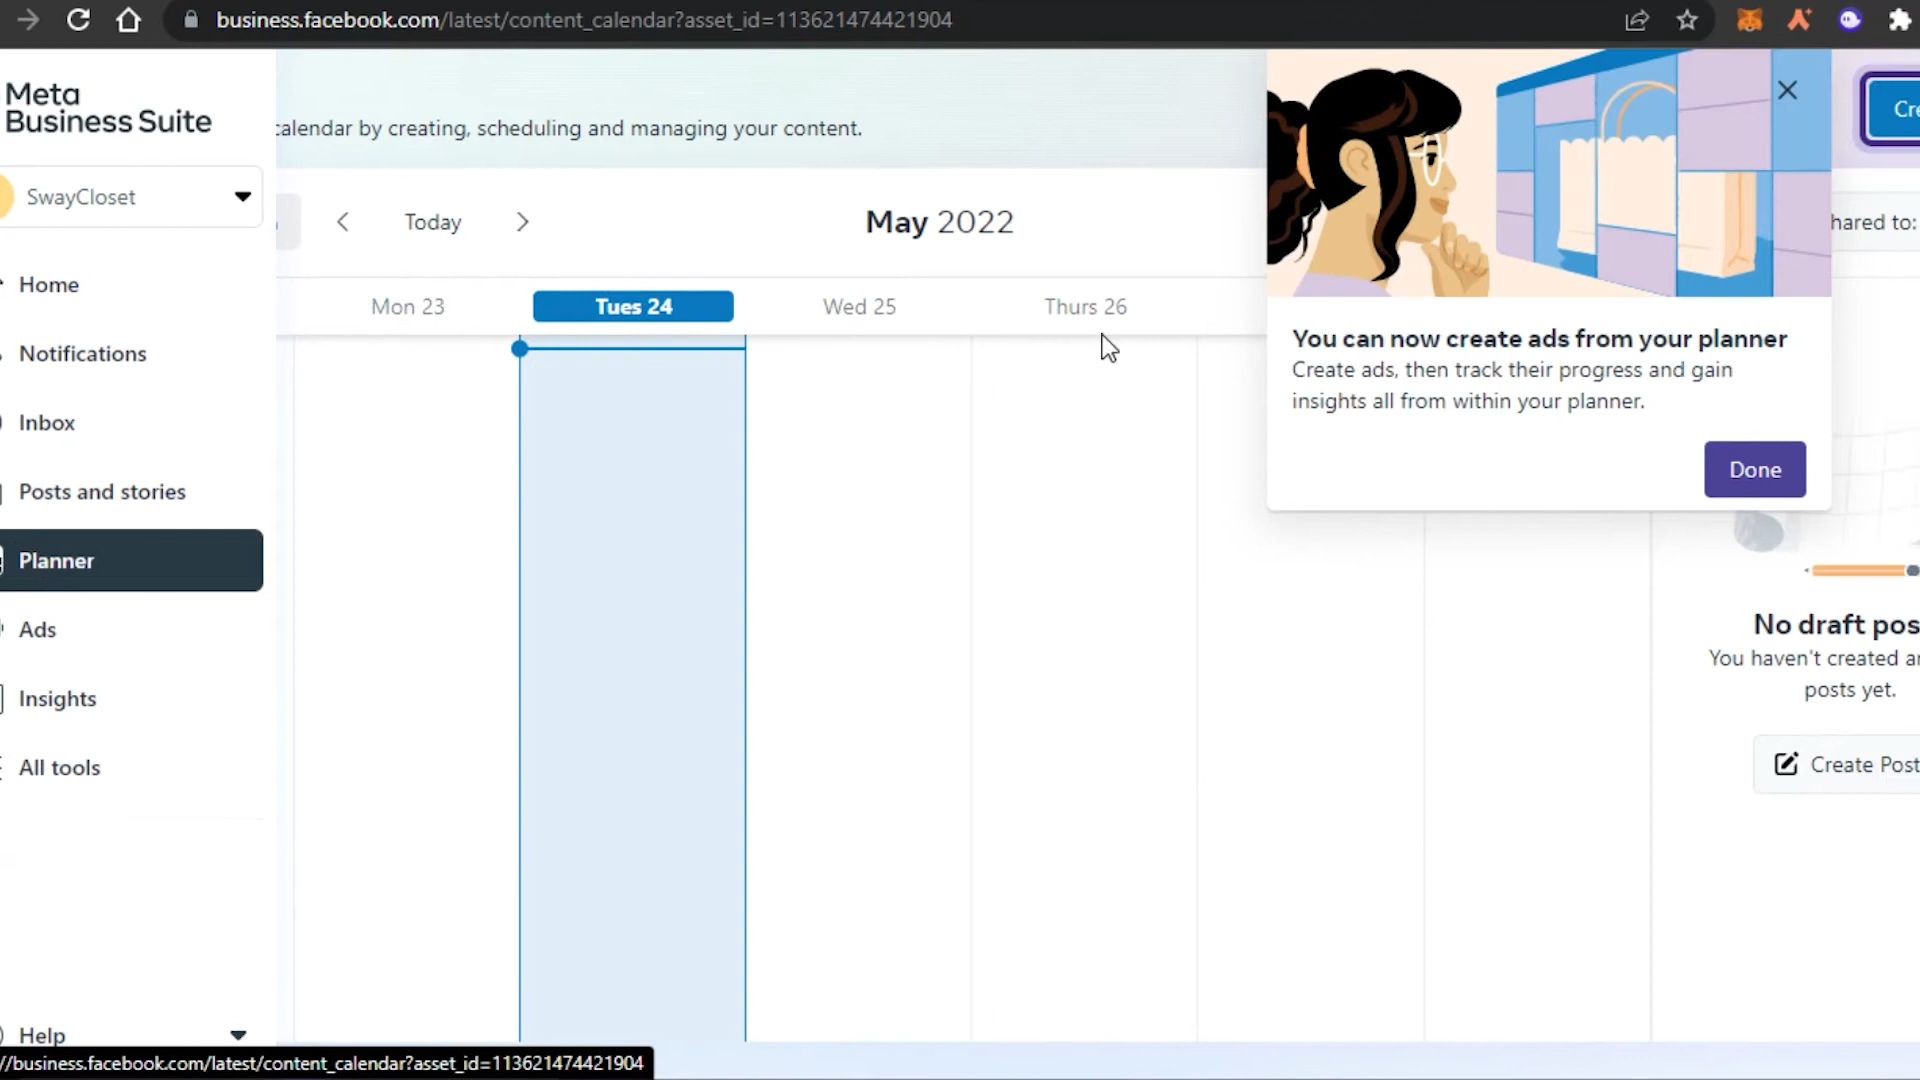 business.facebook.com/latest/content_calendar?asset_id=113621474421904
Meta
Business Suite
SwayCloset
Home
Notifications
Inbox
Posts and stories
Planner
Ads
Insights
All tools
Help
calendar by creating, scheduling and managing your content.
Cre
Today
May 2022
hared to:
Mon 23
Tues 24
Wed 25
Thurs 26
You can now create ads from your planner
Create ads, then track their progress and gain
insights all from within your planner.
Done
No draft pos
You haven't created a
posts yet.
Create Post
//business.facebook.com/latest/content_calendar?asset_id=113621474421904